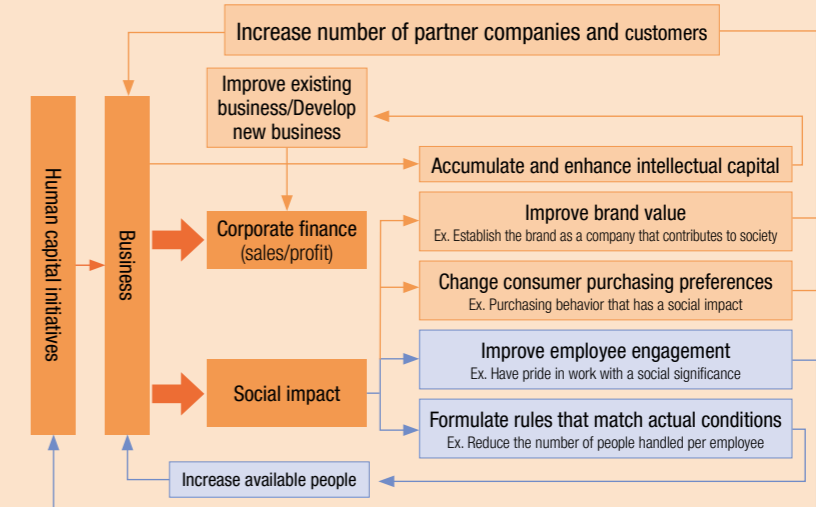 Increase number of partner companies and customers
Improve existing
business/Develop
new business
Accumulate and enhance intellectual capital
Human capital initiatives
Business
Corporate finance
(sales/profit)
Improve brand value
Ex. Establish the brand as a company that contributes to society
Change consumer purchasing preferences
Ex. Purchasing behavior that has a social impact
Improve employee engagement
Ex. Have pride in work with a social significance
Social impact
Formulate rules that match actual conditions
Ex. Reduce the number of people handled per employee
Increase available people